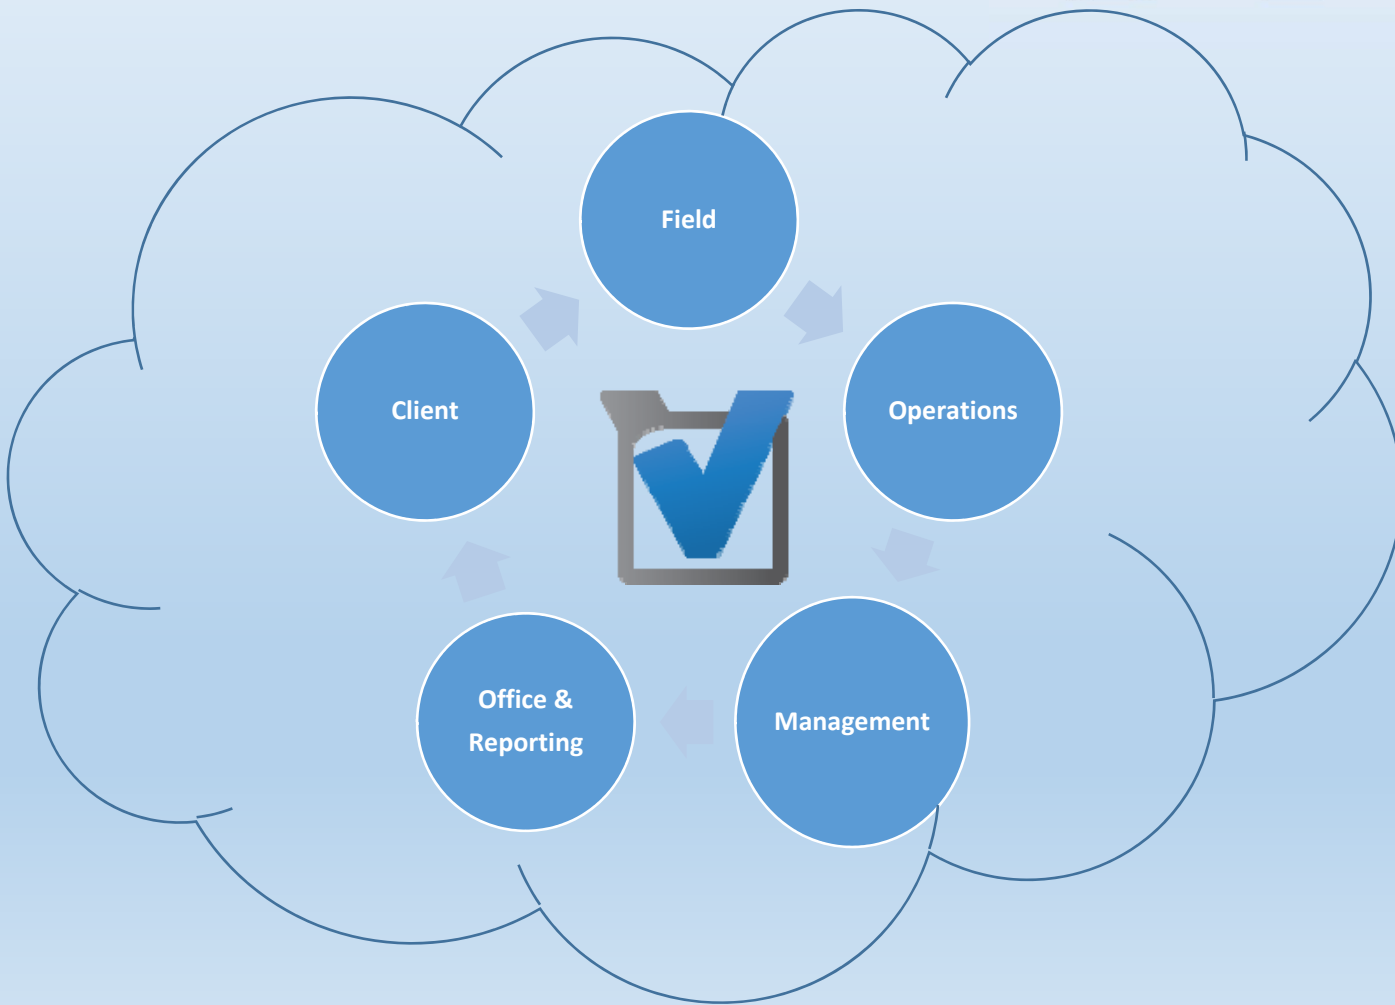 Field
Operations
Management
Office &
Reporting
Client